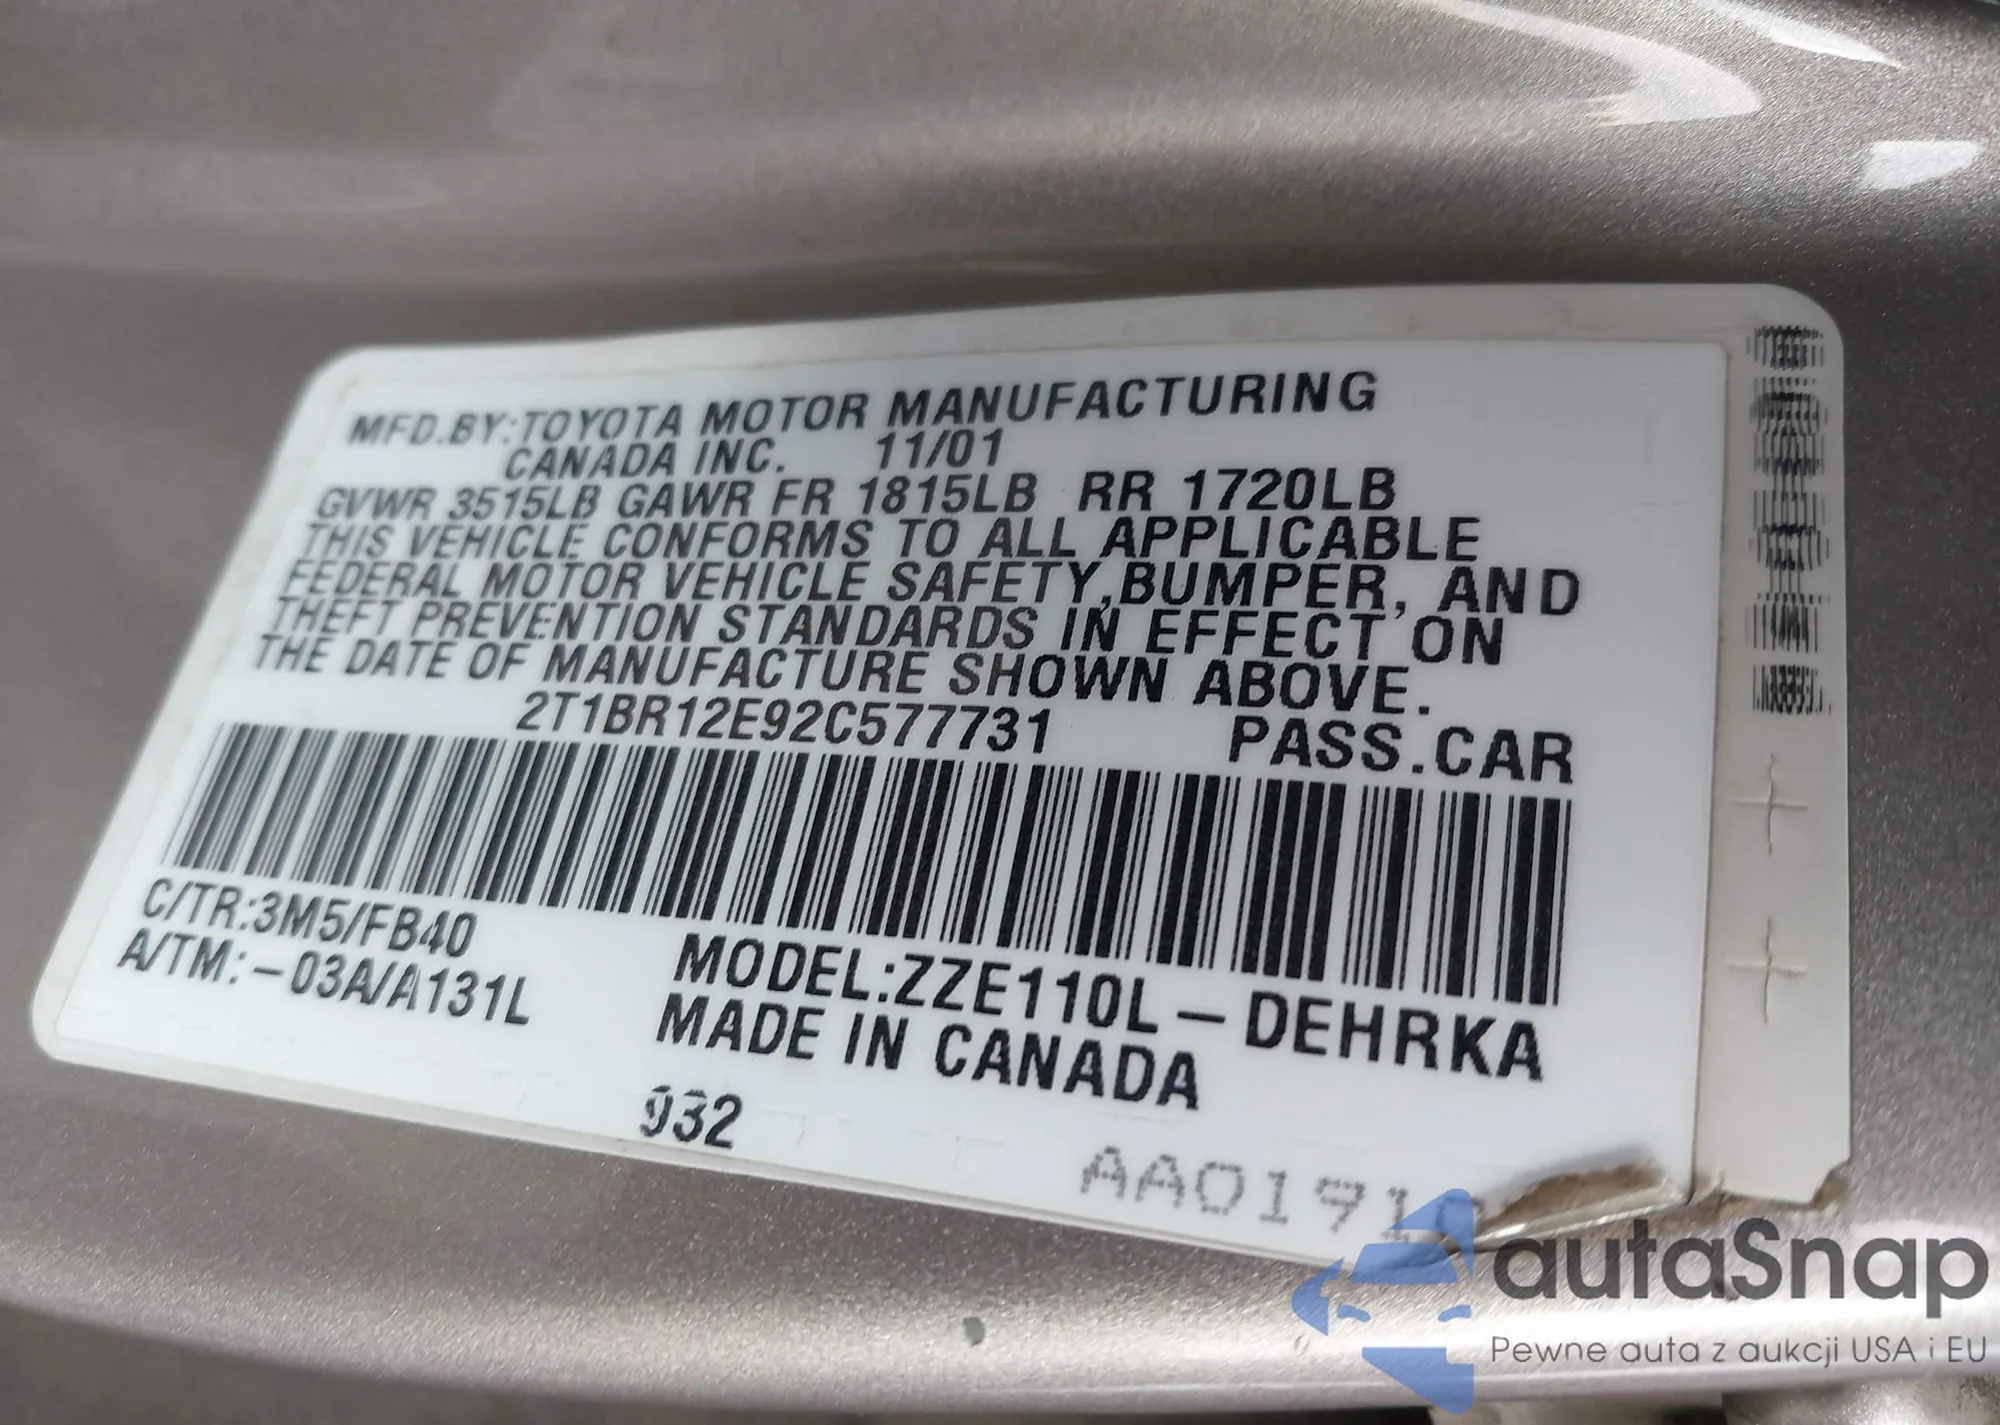 MFD.BY:TOYOTA MOTOR MANUFACTURING
CANADA INC. 11/01
GVWR 3515LB GAWR FR 1815LB RR 1720LB
THIS VEHICLE CONFORMS TO ALL APPLICABLE
FEDERAL MOTOR VEHICLE SAFETY,BUMPER, AND
THEFT PREVENTION STANDARDS IN EFFECT ON
THE DATE OF MANUFACTURE SHOWN ABOVE.
2T1BR12E92C577731 PASS.CAR
C/TR:3M5/FB40
A/TM:-03A/A131L
MODEL:ZZE110L-DEHRKA
MADE IN CANADA
932
autaSnap
Pewne auta z aukcji USA i EU